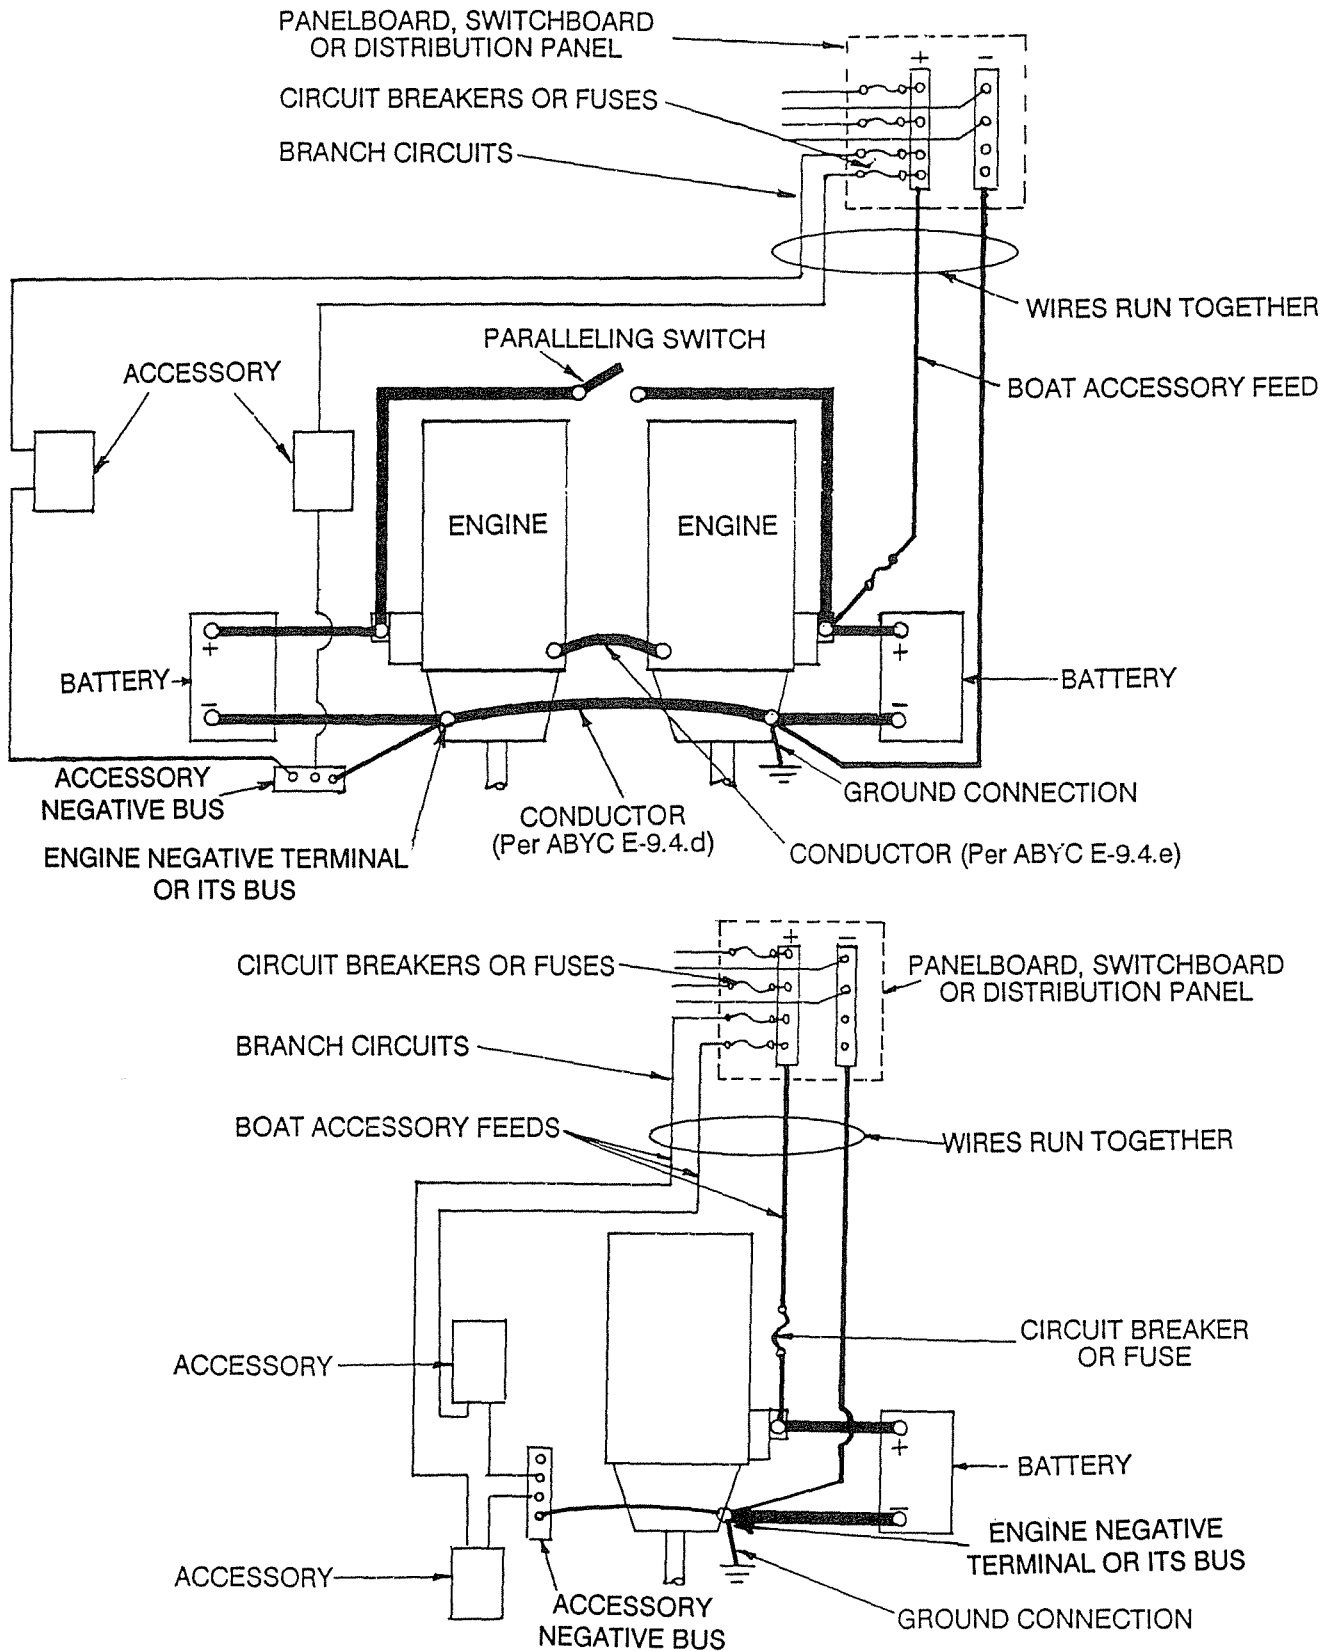 PANELBOARD, SWITCHBOARD
OR DISTRIBUTION PANEL
+
−
CIRCUIT BREAKERS OR FUSES
BRANCH CIRCUITS
WIRES RUN TOGETHER
PARALLELING SWITCH
ACCESSORY
BOAT ACCESSORY FEED
ENGINE
ENGINE
+
+
BATTERY
BATTERY
−
−
ACCESSORY
NEGATIVE BUS
GROUND CONNECTION
CONDUCTOR
(Per ABYC E-9.4.d)
ENGINE NEGATIVE TERMINAL
OR ITS BUS
CONDUCTOR (Per ABYC E-9.4.e)
+
−
CIRCUIT BREAKERS OR FUSES
PANELBOARD, SWITCHBOARD
OR DISTRIBUTION PANEL
BRANCH CIRCUITS
BOAT ACCESSORY FEEDS
WIRES RUN TOGETHER
CIRCUIT BREAKER
OR FUSE
ACCESSORY
+
BATTERY
−
ENGINE NEGATIVE
TERMINAL OR ITS BUS
ACCESSORY
ACCESSORY
NEGATIVE BUS
GROUND CONNECTION